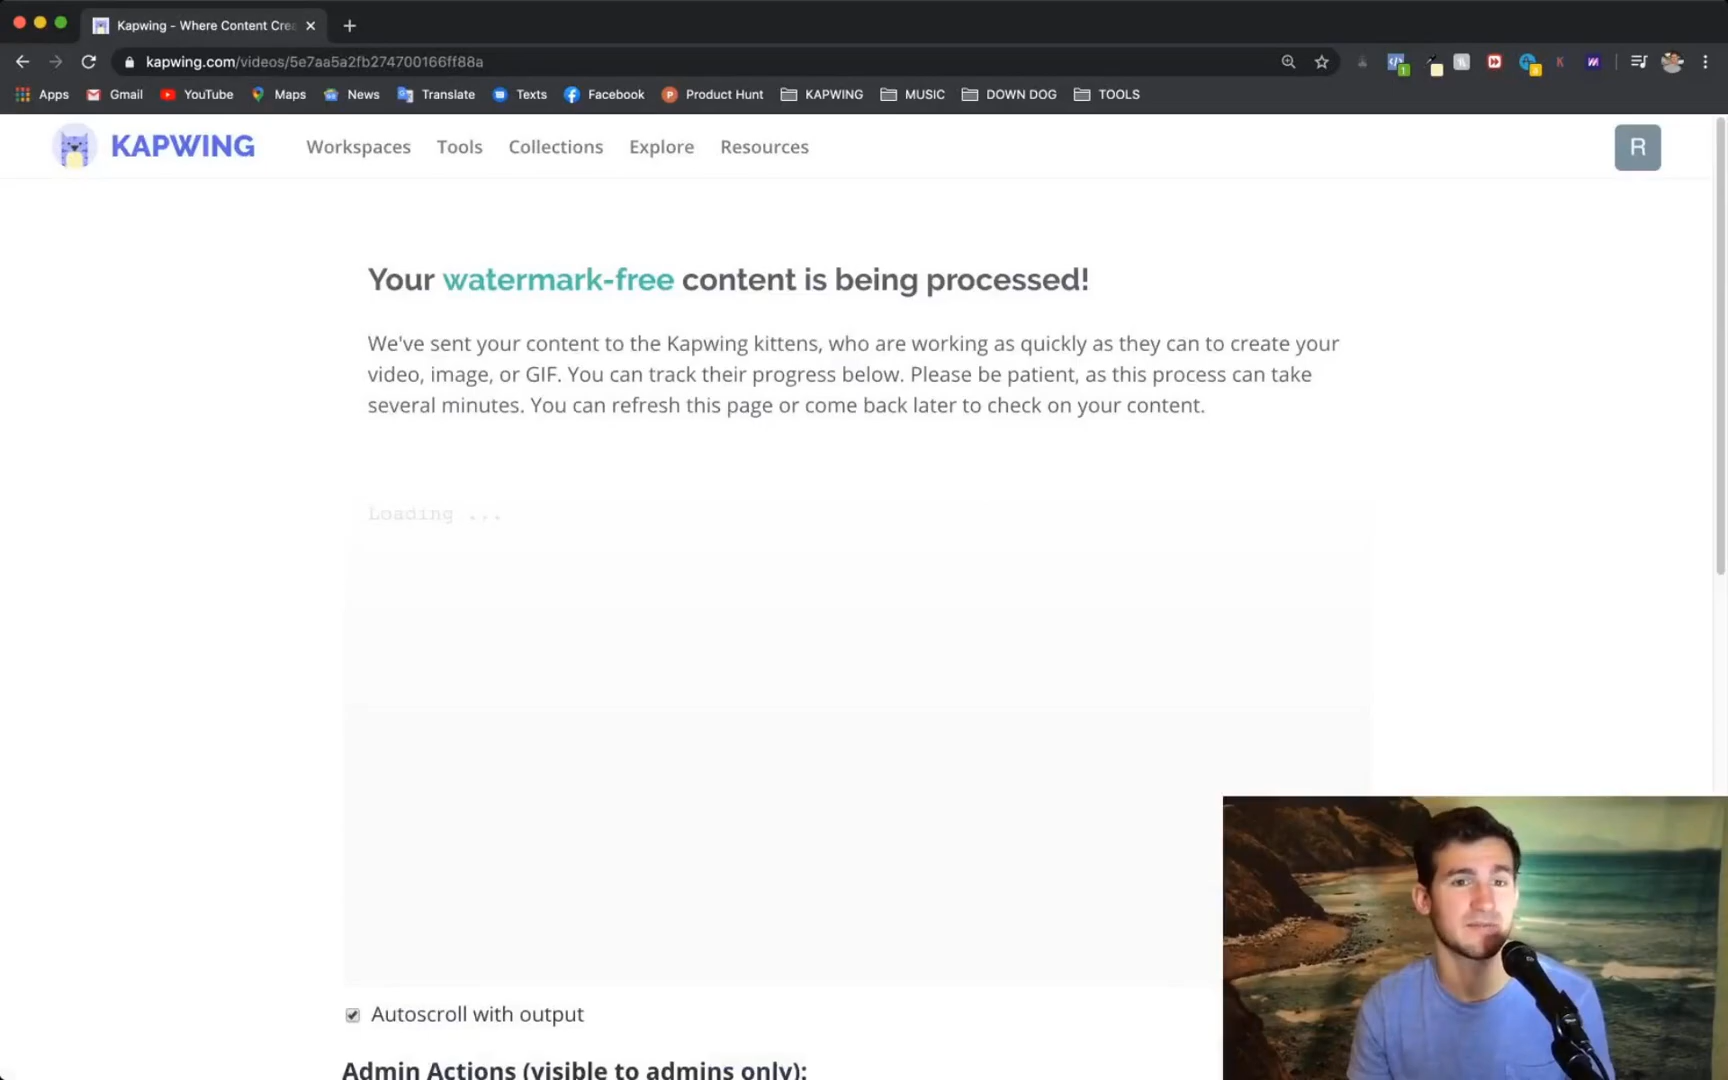 Kapwing - Where Content Crea
kapwing.com/videos/5e7aa5a2fb274700166ff88a
Apps Gmail YouTube Maps News Translate Texts Facebook Product Hunt KAPWING MUSIC DOWN DOG TOOLS
KAPWING Workspaces Tools Collections Explore Resources R
Your watermark-free content is being processed!
We've sent your content to the Kapwing kittens, who are working as quickly as they can to create your
video, image, or GIF. You can track their progress below. Please be patient, as this process can take
several minutes. You can refresh this page or come back later to check on your content.
Loading ...
Autoscroll with output
Admin Actions (visible to admins only):